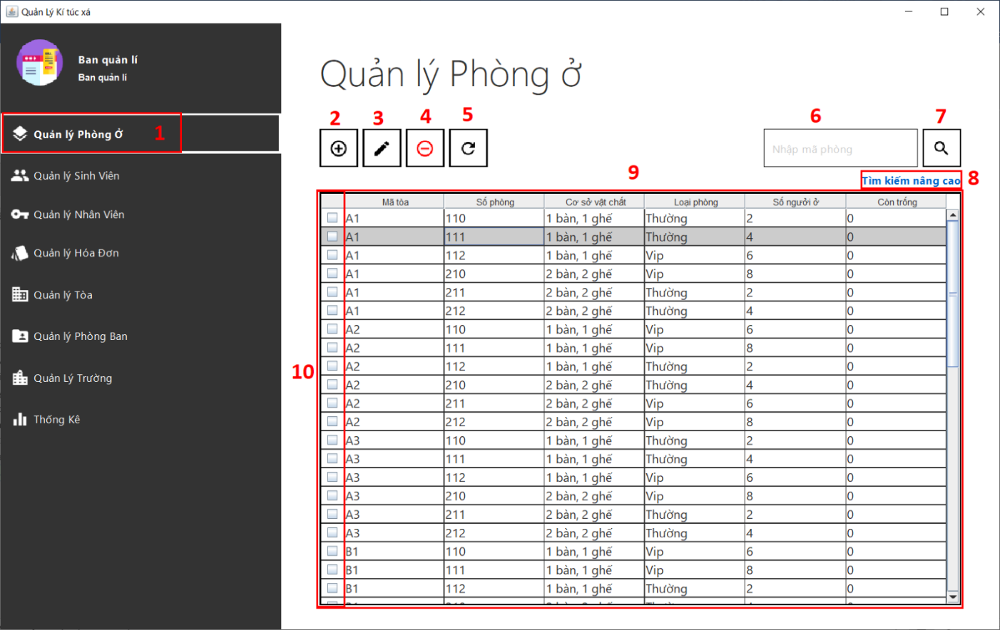 Quản Lý Kí túc xá
Ban quản lí
Ban quản lí
Quản lý Phòng Ở 1
Quản lý Sinh Viên
Quản lý Nhân Viên
Quản lý Hóa Đơn
Quản lý Tòa
Quản lý Phòng Ban
Quản Lý Trường
Thống Kê
Quản lý Phòng ở
2 3 4 5 6 7
Nhập mã phòng
9
Tìm kiếm nâng cao 8
10
Mã tòa Số phòng Cơ sở vật chất Loại phòng Số người ở Còn trống
A1 110 1 bàn, 1 ghế Thường 2 0
A1 111 1 bàn, 1 ghế Thường 4 0
A1 112 1 bàn, 1 ghế Vip 6 0
A1 210 2 bàn, 2 ghế Vip 8 0
A1 211 2 bàn, 2 ghế Thường 2 0
A1 212 2 bàn, 2 ghế Thường 4 0
A2 110 1 bàn, 1 ghế Vip 6 0
A2 111 1 bàn, 1 ghế Vip 8 0
A2 112 1 bàn, 1 ghế Thường 2 0
A2 210 2 bàn, 2 ghế Thường 4 0
A2 211 2 bàn, 2 ghế Vip 6 0
A2 212 2 bàn, 2 ghế Vip 8 0
A3 110 1 bàn, 1 ghế Thường 2 0
A3 111 1 bàn, 1 ghế Thường 4 0
A3 112 1 bàn, 1 ghế Vip 6 0
A3 210 2 bàn, 2 ghế Vip 8 0
A3 211 2 bàn, 2 ghế Thường 2 0
A3 212 2 bàn, 2 ghế Thường 4 0
B1 110 1 bàn, 1 ghế Vip 6 0
B1 111 1 bàn, 1 ghế Vip 8 0
B1 112 1 bàn, 1 ghế Thường 2 0